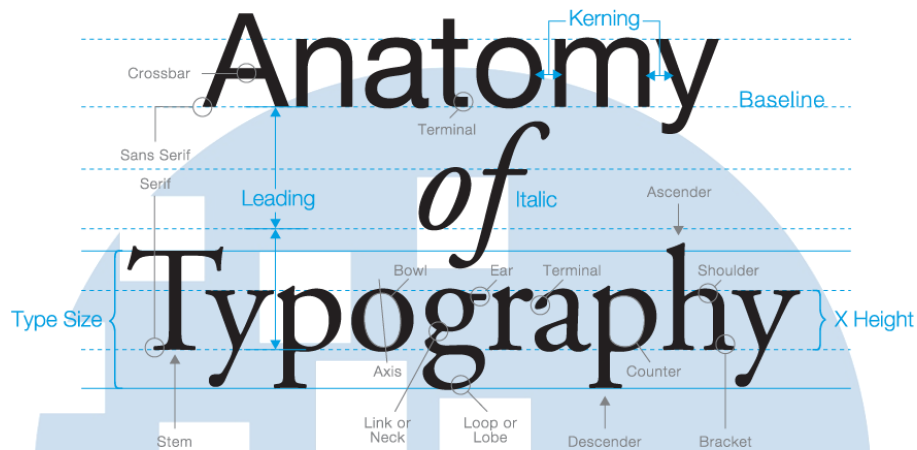 Anatomy
Kerning
Crossbar
Baseline
Terminal
Sans Serif
of
Serif
Leading
Italic
Ascender
Typography
Bowl
Ear
Terminal
Shoulder
Type Size
X Height
Axis
Counter
Link or
Neck
Loop or
Lobe
Stem
Descender
Bracket